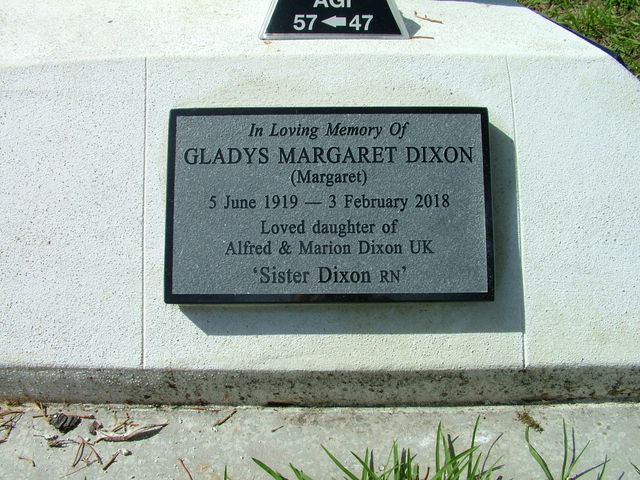 AGI
57 ← 47
In Loving Memory Of
GLADYS MARGARET DIXON
(Margaret)
5 June 1919 — 3 February 2018
Loved daughter of
Alfred & Marion Dixon UK
‘Sister Dixon RN’